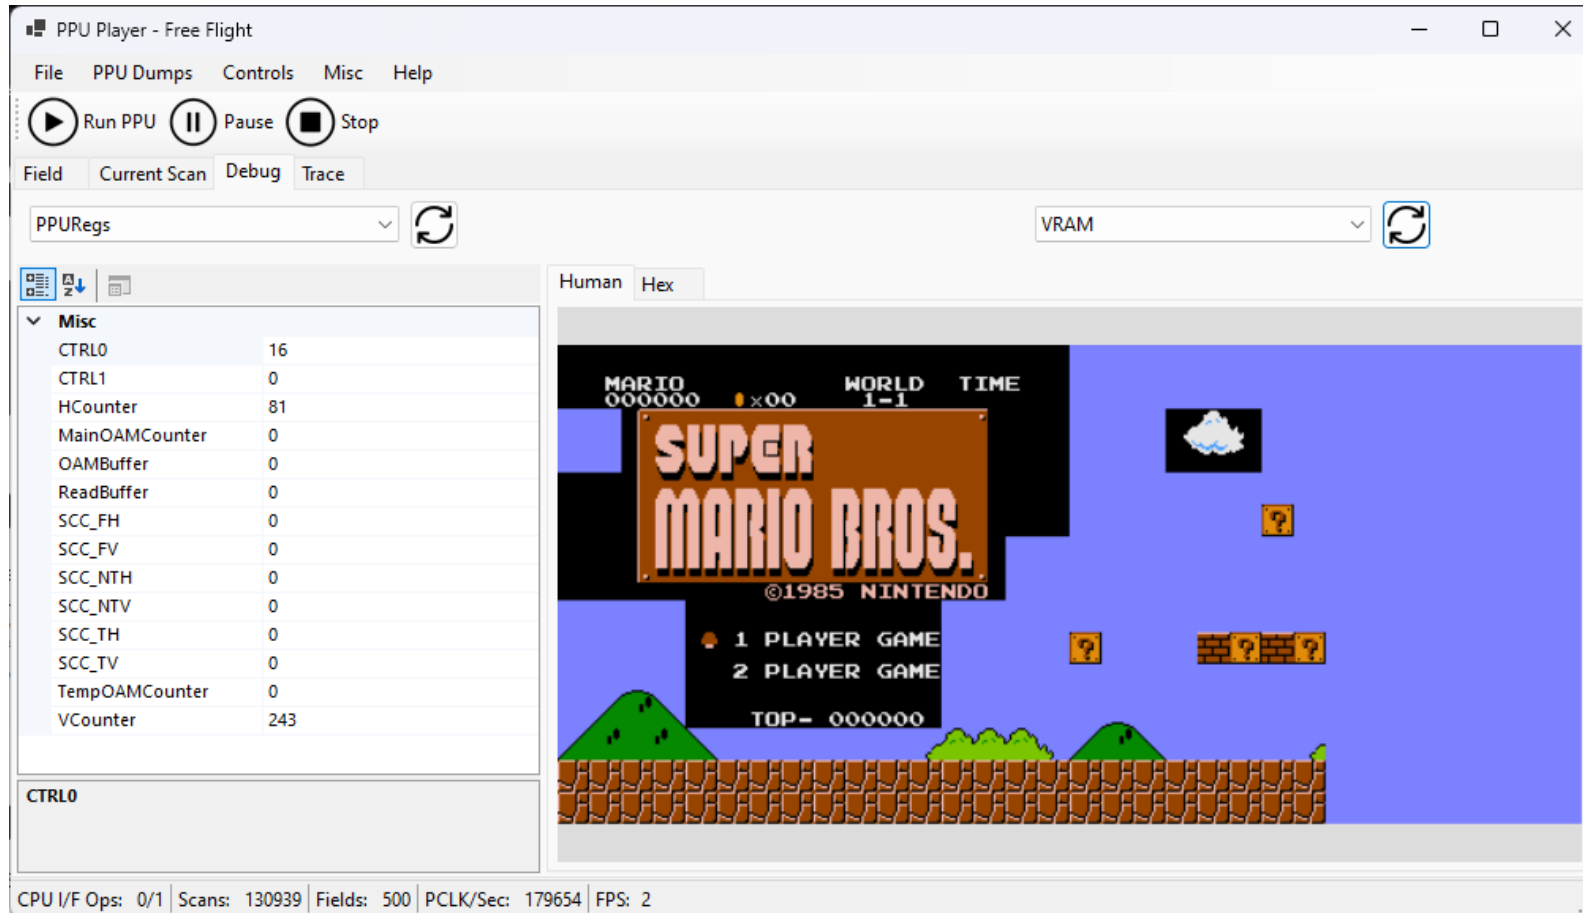 PPU Player - Free Flight
File PPU Dumps Controls Misc Help
Run PPU Pause Stop
Field Current Scan Debug Trace
PPURegs VRAM
Human Hex
Misc
CTRL0 16
CTRL1 0
HCounter 81
MainOAMCounter 0
OAMBuffer 0
ReadBuffer 0
SCC_FH 0
SCC_FV 0
SCC_NTH 0
SCC_NTV 0
SCC_TH 0
SCC_TV 0
TempOAMCounter 0
VCounter 243
CTRL0
MARIO WORLD TIME
000000 ×00 1-1
SUPER
MARIO BROS.
©1985 NINTENDO
1 PLAYER GAME
2 PLAYER GAME
TOP- 000000
?
?
? ?
CPU I/F Ops: 0/1 Scans: 130939 Fields: 500 PCLK/Sec: 179654 FPS: 2